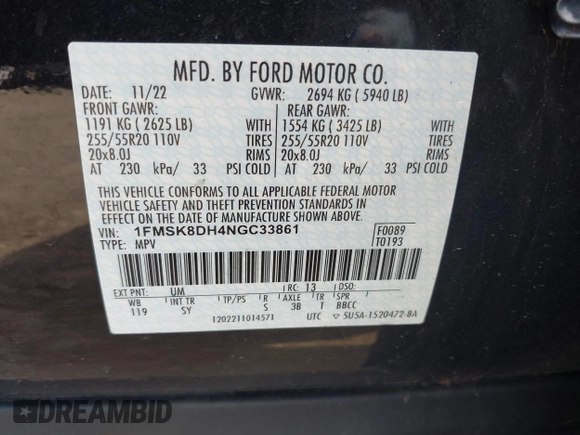 MFD. BY FORD MOTOR CO.
DATE: 11/22 GVWR: 2694 KG ( 5940 LB)
FRONT GAWR: REAR GAWR:
1191 KG ( 2625 LB) WITH 1554 KG ( 3425 LB) WITH
255/55R20 110V TIRES 255/55R20 110V TIRES
20x8.0J RIMS 20x8.0J RIMS
AT 230 kPa/ 33 PSI COLD AT 230 kPa/ 33 PSI COLD
THIS VEHICLE CONFORMS TO ALL APPLICABLE FEDERAL MOTOR
VEHICLE SAFETY AND THEFT PREVENTION STANDARDS IN
EFFECT ON THE DATE OF MANUFACTURE SHOWN ABOVE.
VIN: 1FMSK8DH4NGC33861 F0089
TYPE: MPV T0193
EXT PNT: UM RC: 13 DSO:
WB INT TR TP/PS R AXLE TR SPR
119 SY S 3B T BBCC
1202211014571 UTC ▽ 5U5A-1520472-BA
DREAMBID